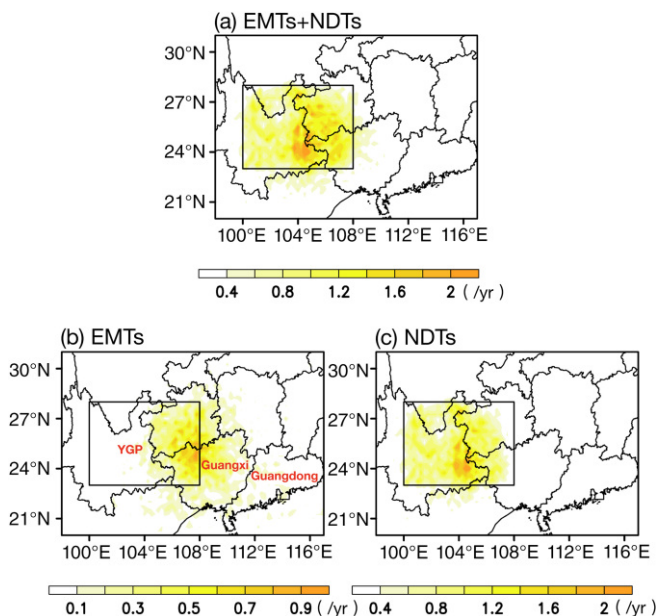 (a) EMTs+NDTs
30°N
27°N
24°N
21°N
100°E 104°E 108°E 112°E 116°E
0.4 0.8 1.2 1.6 2 (/yr)
(b) EMTs
30°N
27°N
24°N
21°N
YGP
Guangxi
Guangdong
100°E 104°E 108°E 112°E 116°E
0.1 0.3 0.5 0.7 0.9 (/yr)
(c) NDTs
30°N
27°N
24°N
21°N
100°E 104°E 108°E 112°E 116°E
0.4 0.8 1.2 1.6 2 (/yr)